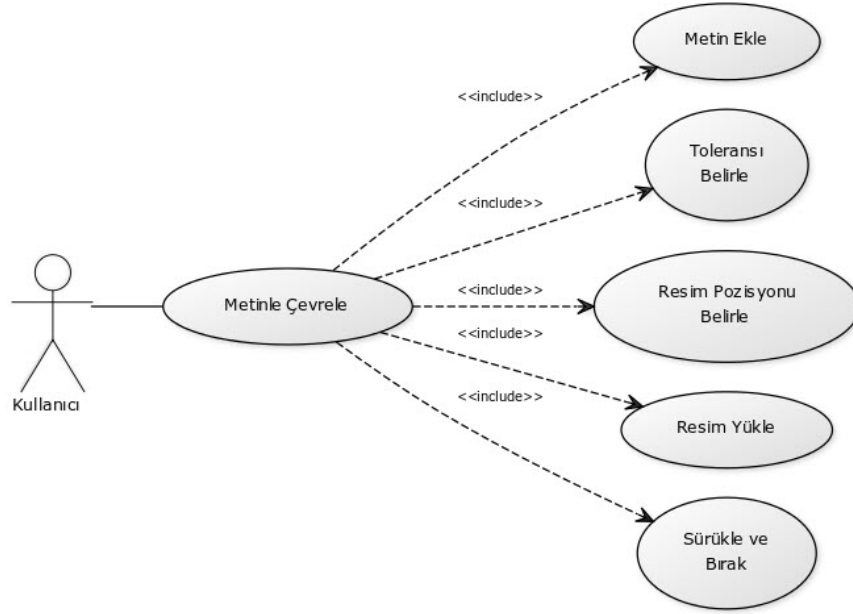 Metin Ekle
<<include>>
Toleransı
Belirle
<<include>>
Metinle Çevrele
<<include>>
Resim Pozisyonu
Belirle
<<include>>
Kullanıcı
<<include>>
Resim Yükle
Sürükle ve
Bırak